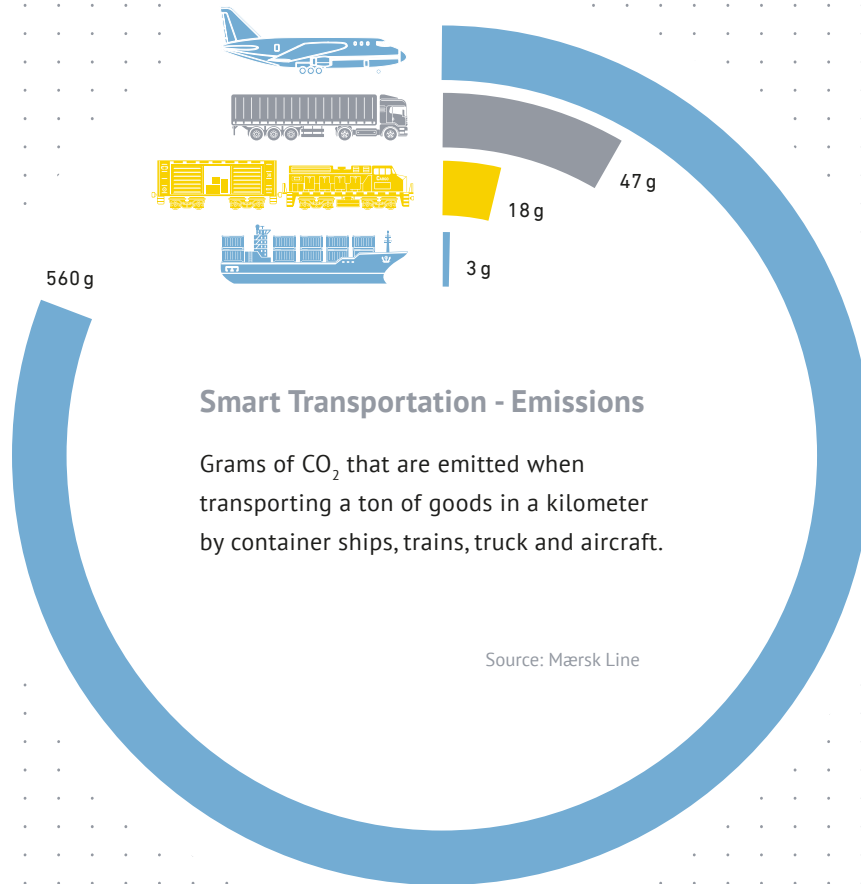 47 g
18 g
3 g
560 g
Smart Transportation - Emissions
Grams of CO₂ that are emitted when
transporting a ton of goods in a kilometer
by container ships, trains, truck and aircraft.
Source: Mærsk Line